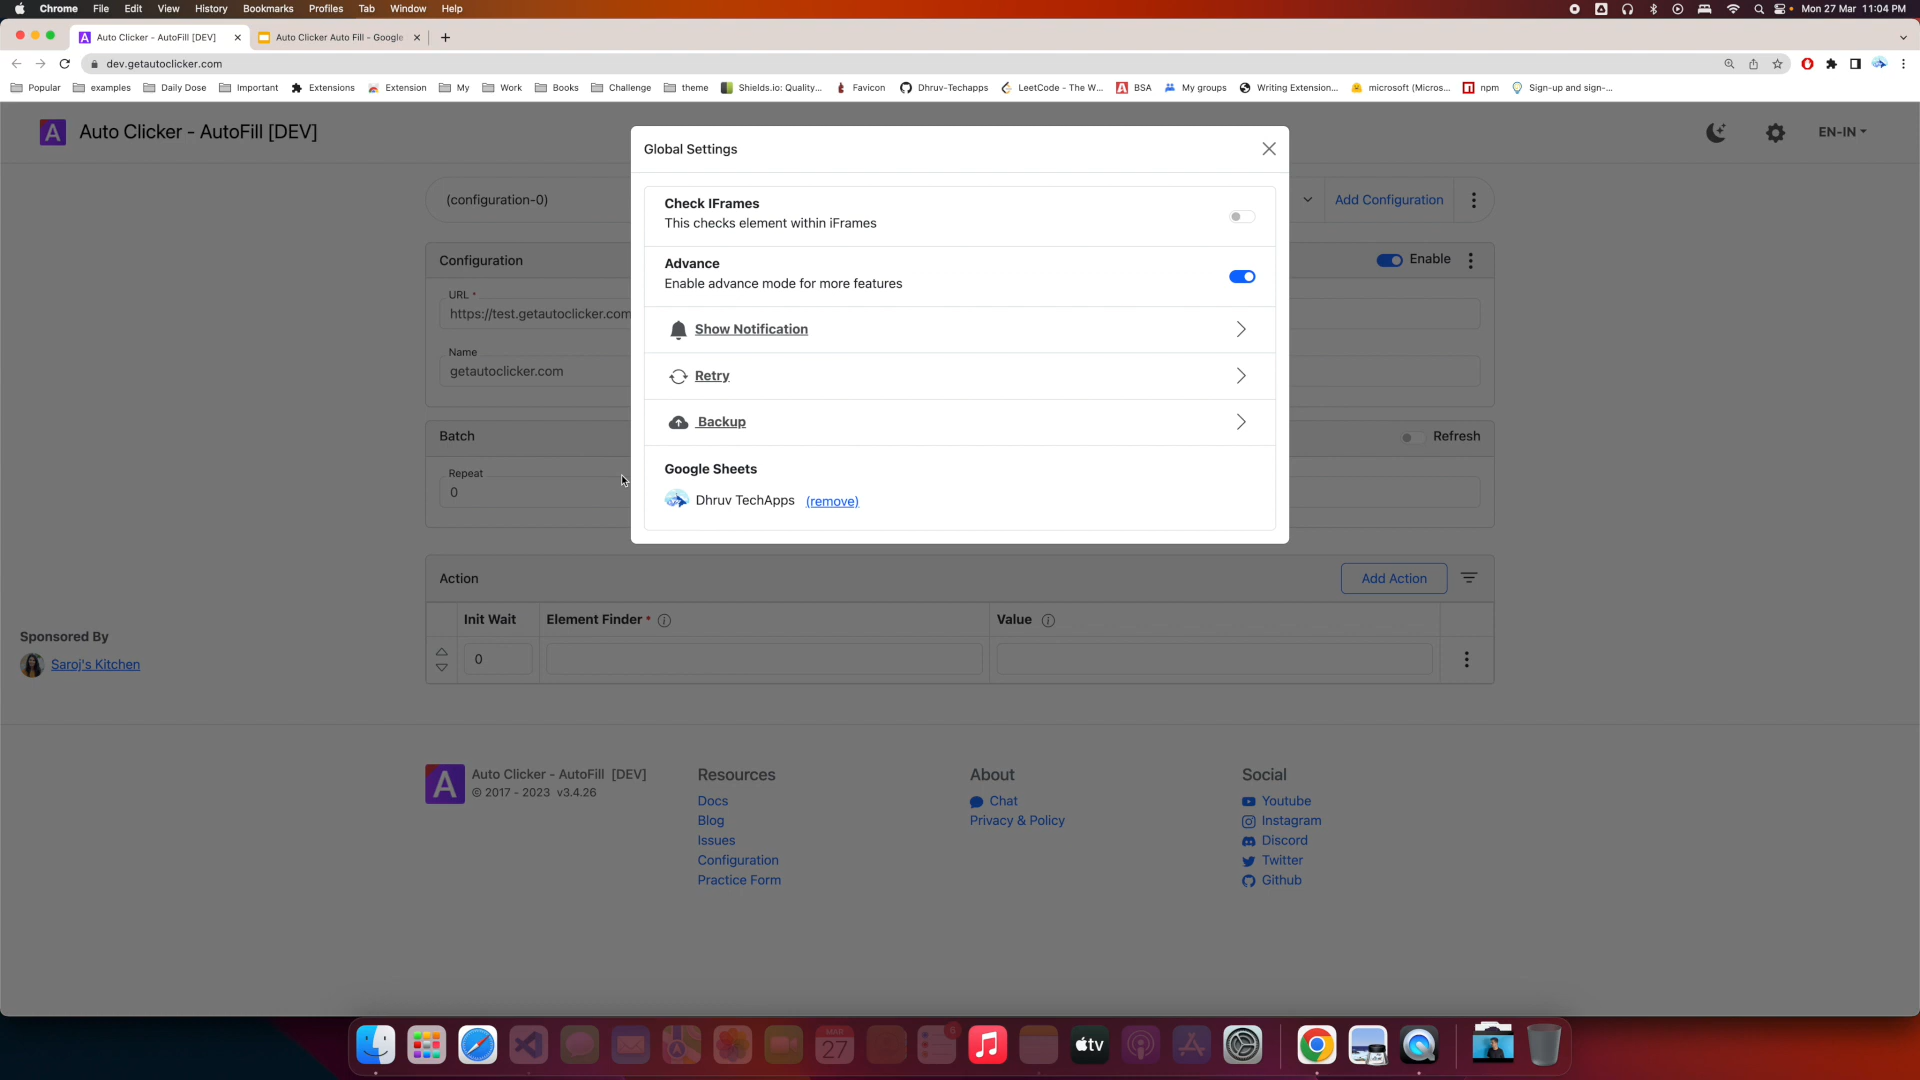 Chrome File Edit View History Bookmarks Profiles Tab Window Help Mon 27 Mar 11:04 PM
Auto Clicker - AutoFill [DEV] Auto Clicker Auto Fill - Google
dev.getautoclicker.com
Popular examples Daily Dose Important Extensions Extension My Work Books Challenge theme Shields.io: Quality... Favicon Dhruv-Techapps LeetCode - The W... BSA My groups Writing Extension... microsoft (Micros... npm Sign-up and sign-...
Auto Clicker - AutoFill [DEV] EN-IN
Global Settings
(configuration-0) Add Configuration
Check IFrames
This checks element within iFrames
Configuration Enable
Advance
Enable advance mode for more features
URL *
https://test.getautoclicker.com
Show Notification
Name
getautoclicker.com
Retry
Backup
Batch Refresh
Google Sheets
Repeat
0
Dhruv TechApps (remove)
Action Add Action
Init Wait Element Finder * Value
0
Sponsored By
Saroj's Kitchen
Auto Clicker - AutoFill [DEV]
© 2017 - 2023 v3.4.26
Resources
Docs
Blog
Issues
Configuration
Practice Form
About
Chat
Privacy & Policy
Social
Youtube
Instagram
Discord
Twitter
Github
MAR
27
tv